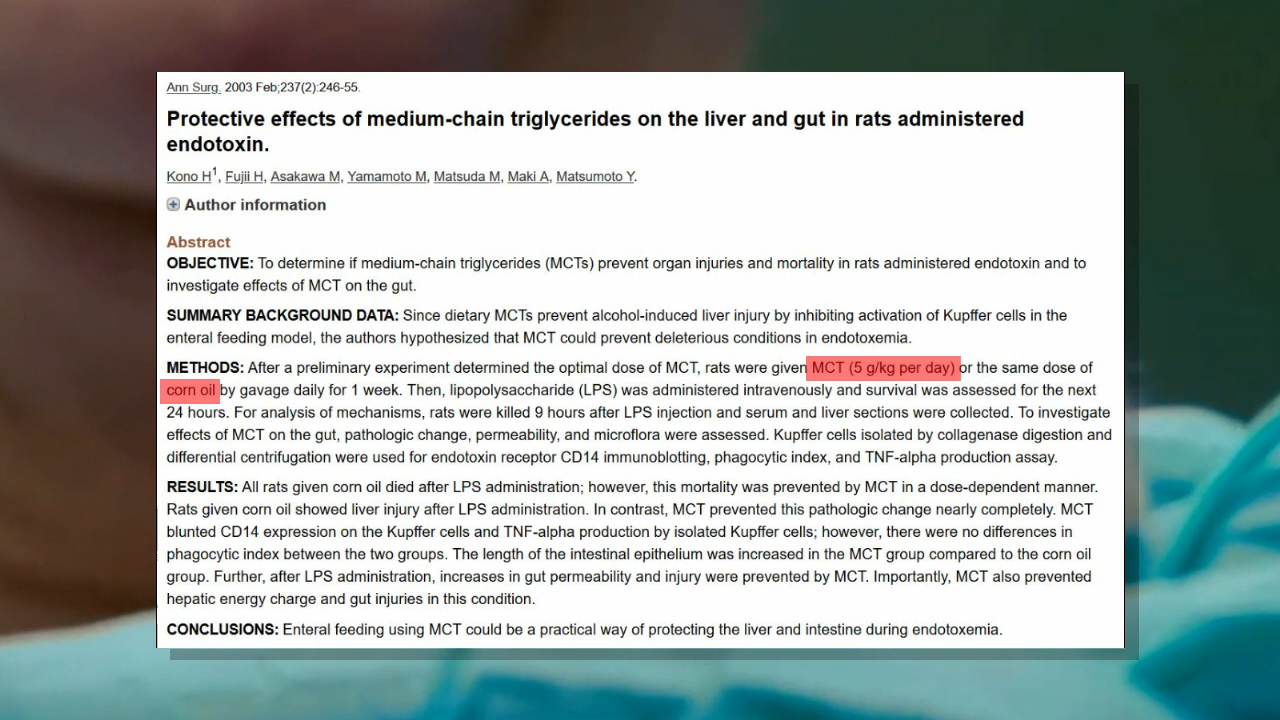 Ann Surg. 2003 Feb;237(2):246-55.
Protective effects of medium-chain triglycerides on the liver and gut in rats administered
endotoxin.
Kono H1, Fujii H, Asakawa M, Yamamoto M, Matsuda M, Maki A, Matsumoto Y.
Author information
Abstract
OBJECTIVE: To determine if medium-chain triglycerides (MCTs) prevent organ injuries and mortality in rats administered endotoxin and to
investigate effects of MCT on the gut.
SUMMARY BACKGROUND DATA: Since dietary MCTs prevent alcohol-induced liver injury by inhibiting activation of Kupffer cells in the
enteral feeding model, the authors hypothesized that MCT could prevent deleterious conditions in endotoxemia.
METHODS: After a preliminary experiment determined the optimal dose of MCT, rats were given MCT (5 g/kg per day) or the same dose of
corn oil by gavage daily for 1 week. Then, lipopolysaccharide (LPS) was administered intravenously and survival was assessed for the next
24 hours. For analysis of mechanisms, rats were killed 9 hours after LPS injection and serum and liver sections were collected. To investigate
effects of MCT on the gut, pathologic change, permeability, and microflora were assessed. Kupffer cells isolated by collagenase digestion and
differential centrifugation were used for endotoxin receptor CD14 immunoblotting, phagocytic index, and TNF-alpha production assay.
RESULTS: All rats given corn oil died after LPS administration; however, this mortality was prevented by MCT in a dose-dependent manner.
Rats given corn oil showed liver injury after LPS administration. In contrast, MCT prevented this pathologic change nearly completely. MCT
blunted CD14 expression on the Kupffer cells and TNF-alpha production by isolated Kupffer cells; however, there were no differences in
phagocytic index between the two groups. The length of the intestinal epithelium was increased in the MCT group compared to the corn oil
group. Further, after LPS administration, increases in gut permeability and injury were prevented by MCT. Importantly, MCT also prevented
hepatic energy charge and gut injuries in this condition.
CONCLUSIONS: Enteral feeding using MCT could be a practical way of protecting the liver and intestine during endotoxemia.